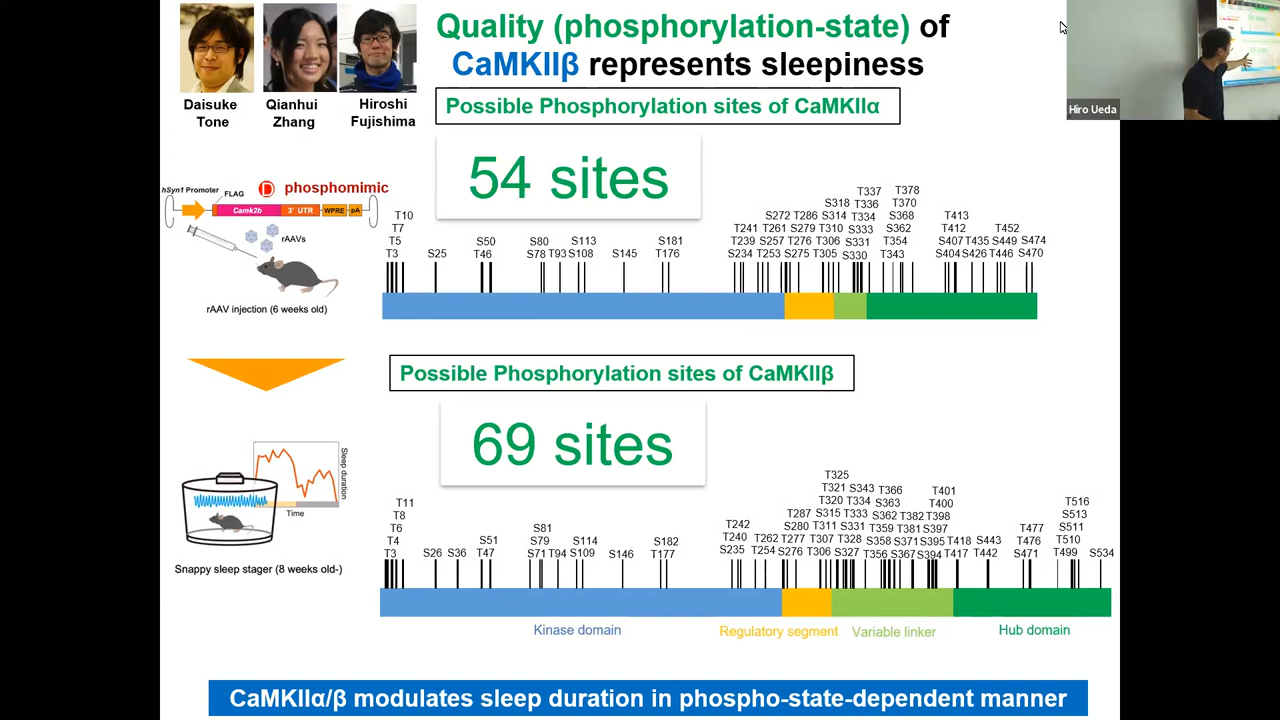 Quality (phosphorylation-state) of
CaMKIIβ represents sleepiness
Daisuke
Tone
Qianhui
Zhang
Hiroshi
Fujishima
Hiro Ueda
Possible Phosphorylation sites of CaMKIIα
54 sites
hSyn1 Promoter
FLAG
D phosphomimic
Camk2b 3' UTR WPRE pA
rAAVs
rAAV injection (6 weeks old)
T337 T378
S318 T336 T370
T10 S272 T286 S314 T334 S368 T413
T7 T241 T261 S279 T310 S333 S362 T412 T452
T5 S50 S80 S113 S181 T239 S257 T276 T306 S331 T354 S407 T435 S449 S474
T3 S25 T46 S78 T93 S108 S145 T176 S234 T253 S275 T305 S330 T343 S404 S426 T446 S470
Possible Phosphorylation sites of CaMKIIβ
69 sites
Sleep duration
Time
Snappy sleep stager (8 weeks old-)
T325
T321 S343 T366 T401
T11 T320 T334 S363 T400 T516
T8 T287 S315 T333 S362 T382 T398 S513
T6 S81 T242 S280 T311 S331 T359 T381 S397 T477 S511
T4 S51 S79 S114 S182 T240 T262 T277 T307 T328 S358 S371 S395 T418 S443 T476 T510
T3 S26 S36 T47 S71 T94 S109 S146 T177 S235 T254 S276 T306 S327 T356 S367 S394 T417 T442 S471 T499 S534
Kinase domain
Regulatory segment
Variable linker
Hub domain
CaMKIIα/β modulates sleep duration in phospho-state-dependent manner